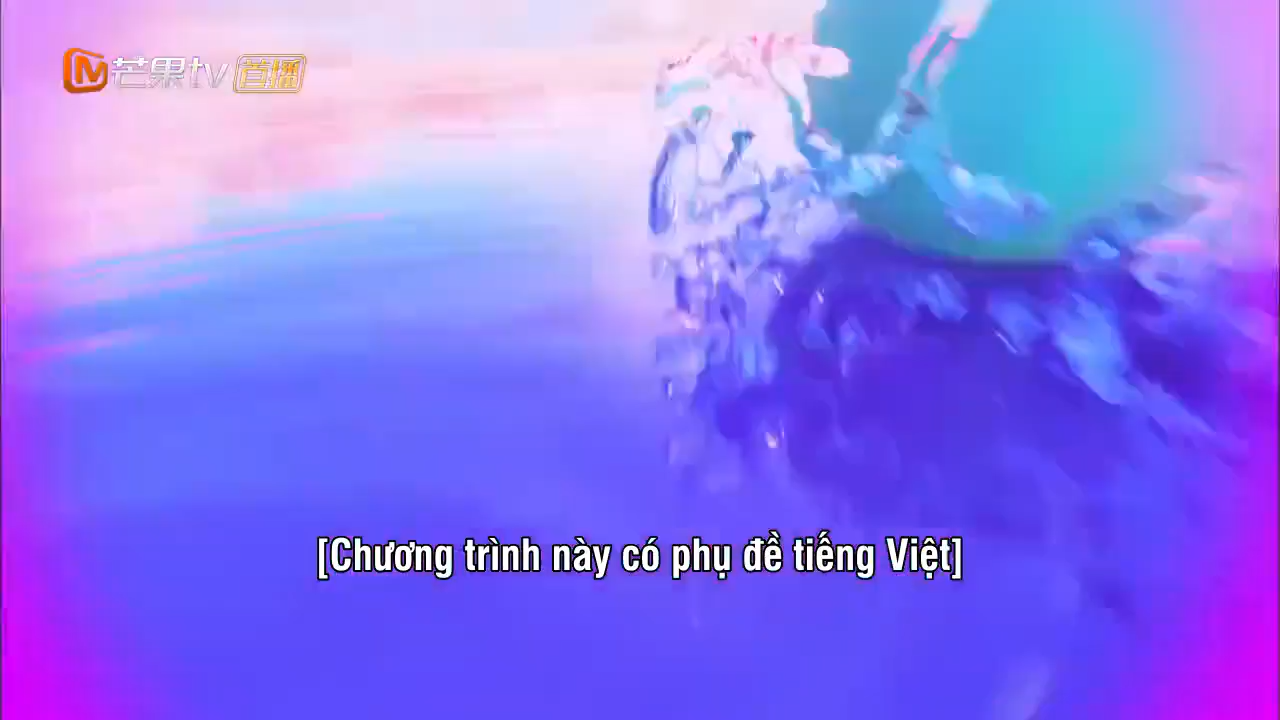 芒果tv 首播
[Chương trình này có phụ đề tiếng Việt]